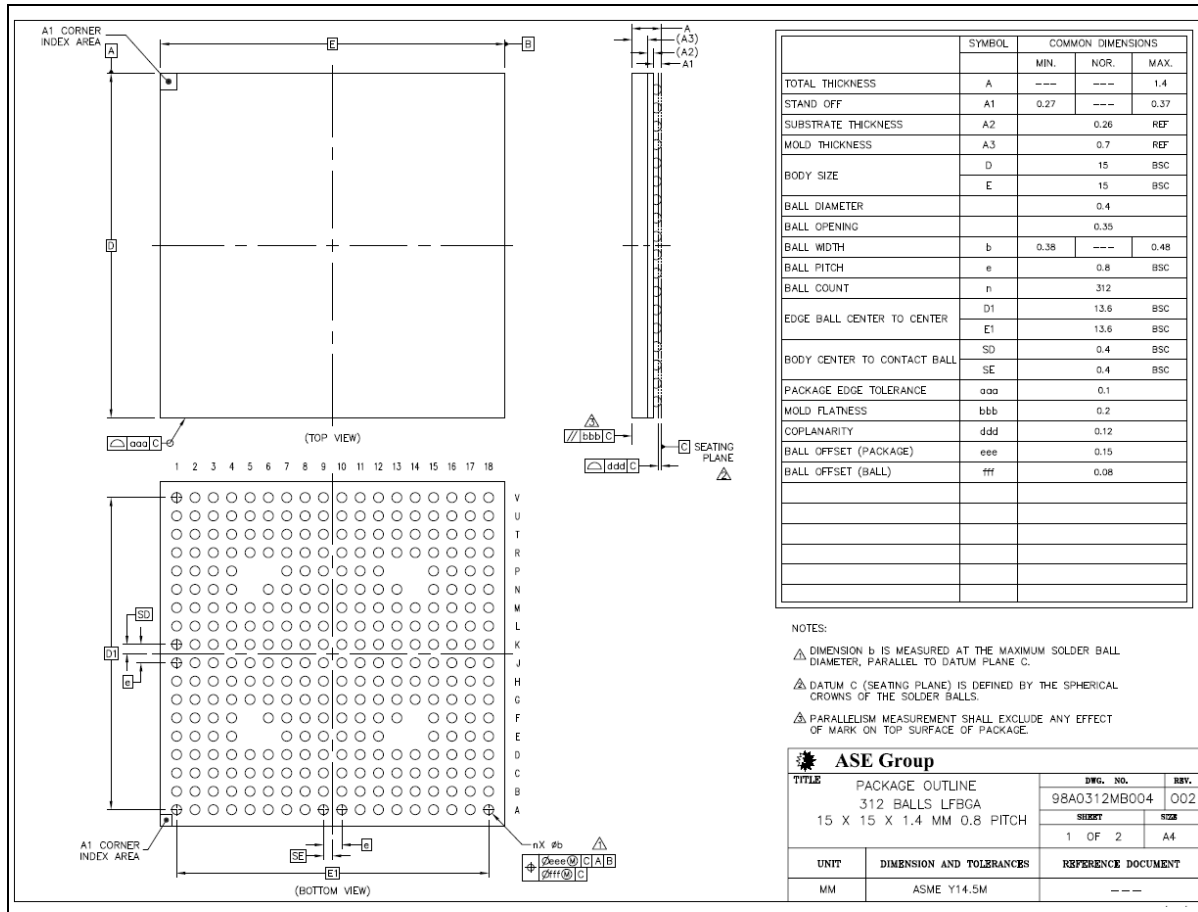 A1 CORNER
INDEX AREA
A
E
B
D
aaa C
(TOP VIEW)
A
(A3)
(A2)
A1
3
// bbb C
ddd C
C SEATING
PLANE
2
1 2 3 4 5 6 7 8 9 10 11 12 13 14 15 16 17 18
V
U
T
R
P
N
M
L
K
J
H
G
F
E
D
C
B
A
SD
D1
e
A1 CORNER
INDEX AREA
SE
e
E1
(BOTTOM VIEW)
nX Øb 1
Øeee Ⓜ C A B
Øfff Ⓜ C
SYMBOL COMMON DIMENSIONS
MIN. NOR. MAX.
TOTAL THICKNESS A --- --- 1.4
STAND OFF A1 0.27 --- 0.37
SUBSTRATE THICKNESS A2 0.26 REF
MOLD THICKNESS A3 0.7 REF
BODY SIZE D 15 BSC
E 15 BSC
BALL DIAMETER 0.4
BALL OPENING 0.35
BALL WIDTH b 0.38 --- 0.48
BALL PITCH e 0.8 BSC
BALL COUNT n 312
EDGE BALL CENTER TO CENTER D1 13.6 BSC
E1 13.6 BSC
BODY CENTER TO CONTACT BALL SD 0.4 BSC
SE 0.4 BSC
PACKAGE EDGE TOLERANCE aaa 0.1
MOLD FLATNESS bbb 0.2
COPLANARITY ddd 0.12
BALL OFFSET (PACKAGE) eee 0.15
BALL OFFSET (BALL) fff 0.08
NOTES:
1 DIMENSION b IS MEASURED AT THE MAXIMUM SOLDER BALL
DIAMETER, PARALLEL TO DATUM PLANE C.
2 DATUM C (SEATING PLANE) IS DEFINED BY THE SPHERICAL
CROWNS OF THE SOLDER BALLS.
3 PARALLELISM MEASUREMENT SHALL EXCLUDE ANY EFFECT
OF MARK ON TOP SURFACE OF PACKAGE.
ASE Group
TITLE PACKAGE OUTLINE
312 BALLS LFBGA
15 X 15 X 1.4 MM 0.8 PITCH
DWG. NO. REV.
98A0312MB004 002
SHEET SIZE
1 OF 2 A4
UNIT DIMENSION AND TOLERANCES REFERENCE DOCUMENT
MM ASME Y14.5M ---